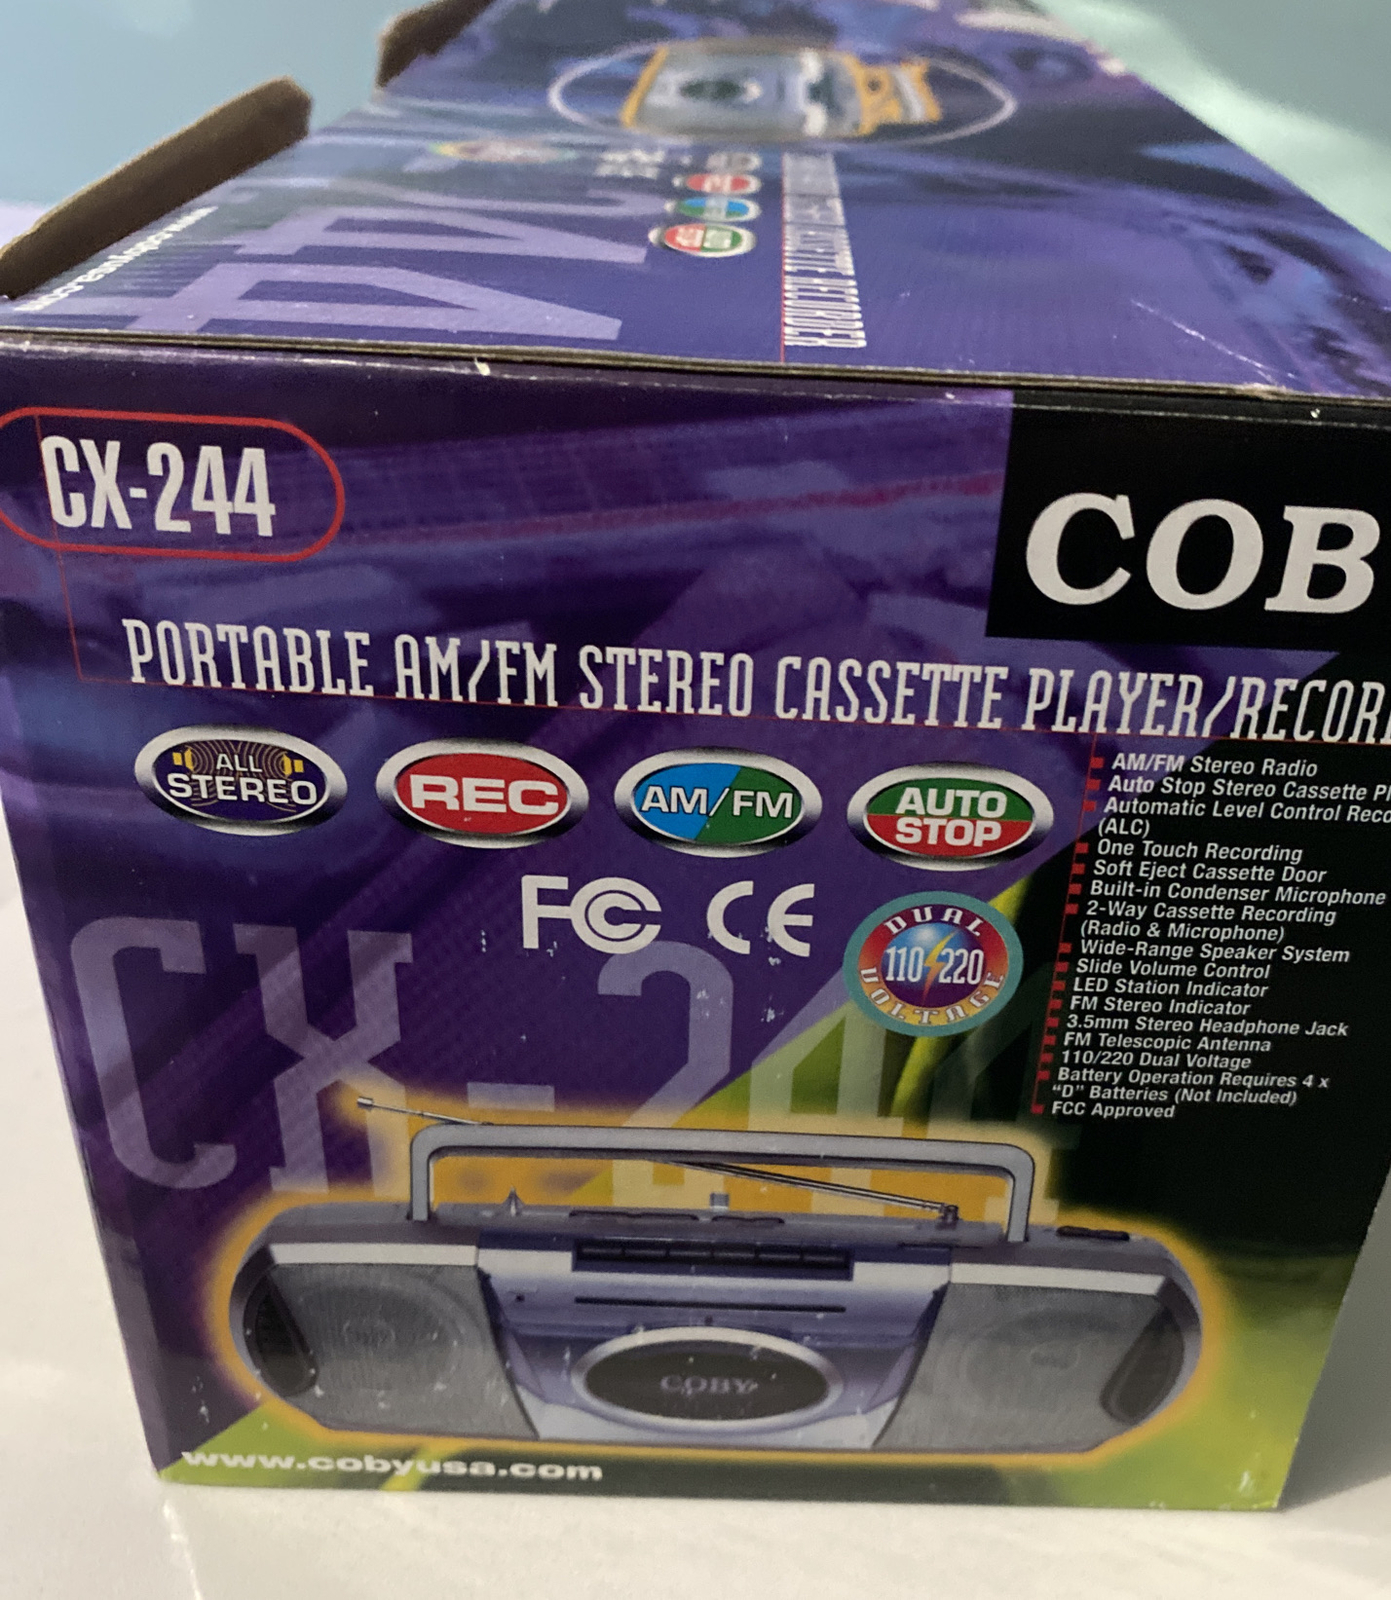 www.cobyusa.com
CX-244
COB
PORTABLE AM/FM STEREO CASSETTE PLAYER/RECOR
ALL
STEREO
REC
AM/FM
AUTO
STOP
FC CE
DUAL
110 220
VOLTAGE
AM/FM Stereo Radio
Auto Stop Stereo Cassette Pl
Automatic Level Control Reco
(ALC)
One Touch Recording
Soft Eject Cassette Door
Built-in Condenser Microphone
2-Way Cassette Recording
(Radio & Microphone)
Wide-Range Speaker System
Slide Volume Control
LED Station Indicator
FM Stereo Indicator
3.5mm Stereo Headphone Jack
FM Telescopic Antenna
110/220 Dual Voltage
Battery Operation Requires 4 x
“D” Batteries (Not Included)
FCC Approved
CX-244
COBY
www.cobyusa.com